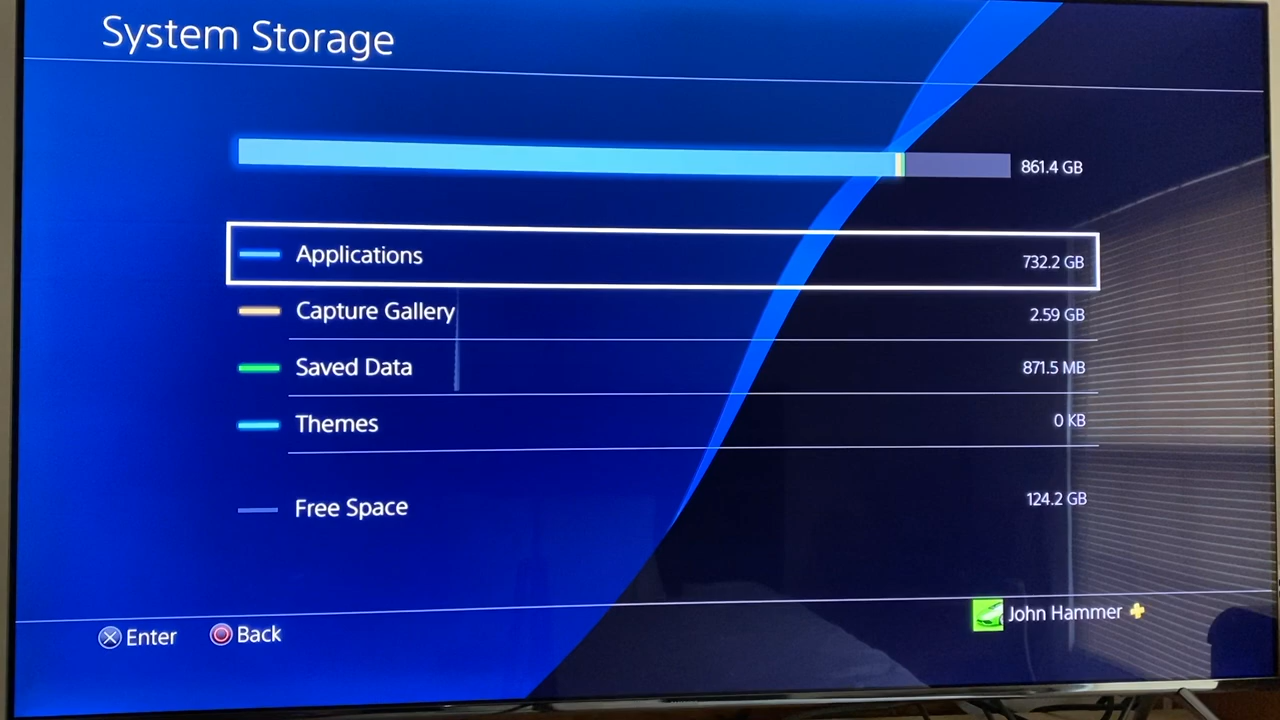 System Storage
861.4 GB
Applications 732.2 GB
Capture Gallery 2.59 GB
Saved Data 871.5 MB
Themes 0 KB
Free Space 124.2 GB
John Hammer
Enter Back